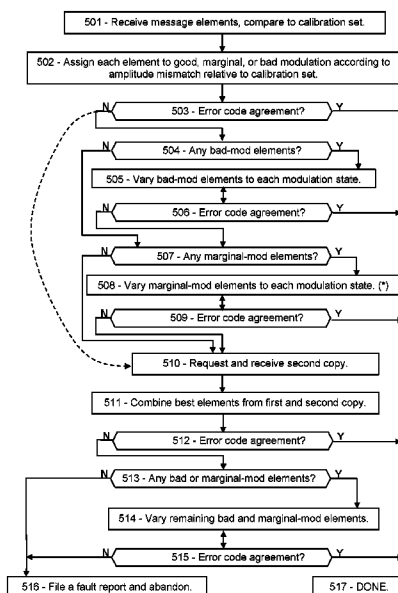 501 - Receive message elements, compare to calibration set.
502 - Assign each element to good, marginal, or bad modulation according to
amplitude mismatch relative to calibration set.
N
503 - Error code agreement?
Y
N
504 - Any bad-mod elements?
Y
505 - Vary bad-mod elements to each modulation state.
N
506 - Error code agreement?
Y
N
507 - Any marginal-mod elements?
Y
508 - Vary marginal-mod elements to each modulation state. (*)
N
509 - Error code agreement?
Y
510 - Request and receive second copy.
511 - Combine best elements from first and second copy.
N
512 - Error code agreement?
Y
N
513 - Any bad or marginal-mod elements?
Y
514 - Vary remaining bad and marginal-mod elements.
N
515 - Error code agreement?
Y
516 - File a fault report and abandon.
517 - DONE.